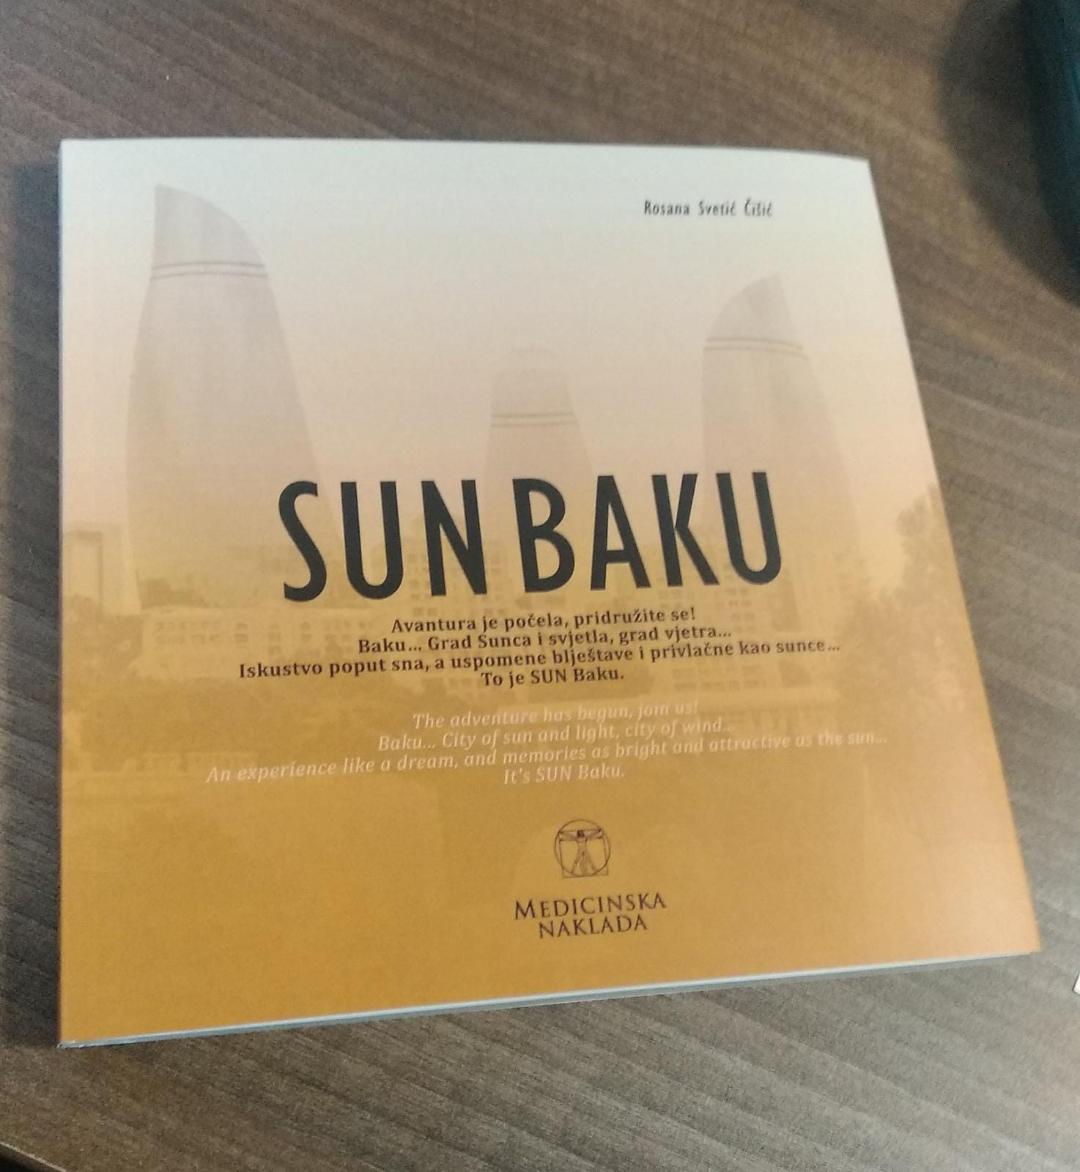 Rosana Svetić Čišić
SUN BAKU
Avantura je počela, pridružite se!
Baku... Grad Sunca i svjetla, grad vjetra...
Iskustvo poput sna, a uspomene blještave i privlačne kao sunce...
To je SUN Baku.
The adventure has begun, join us!
Baku... City of sun and light, city of wind...
An experience like a dream, and memories as bright and attractive as the sun...
It's SUN Baku.
MEDICINSKA
NAKLADA